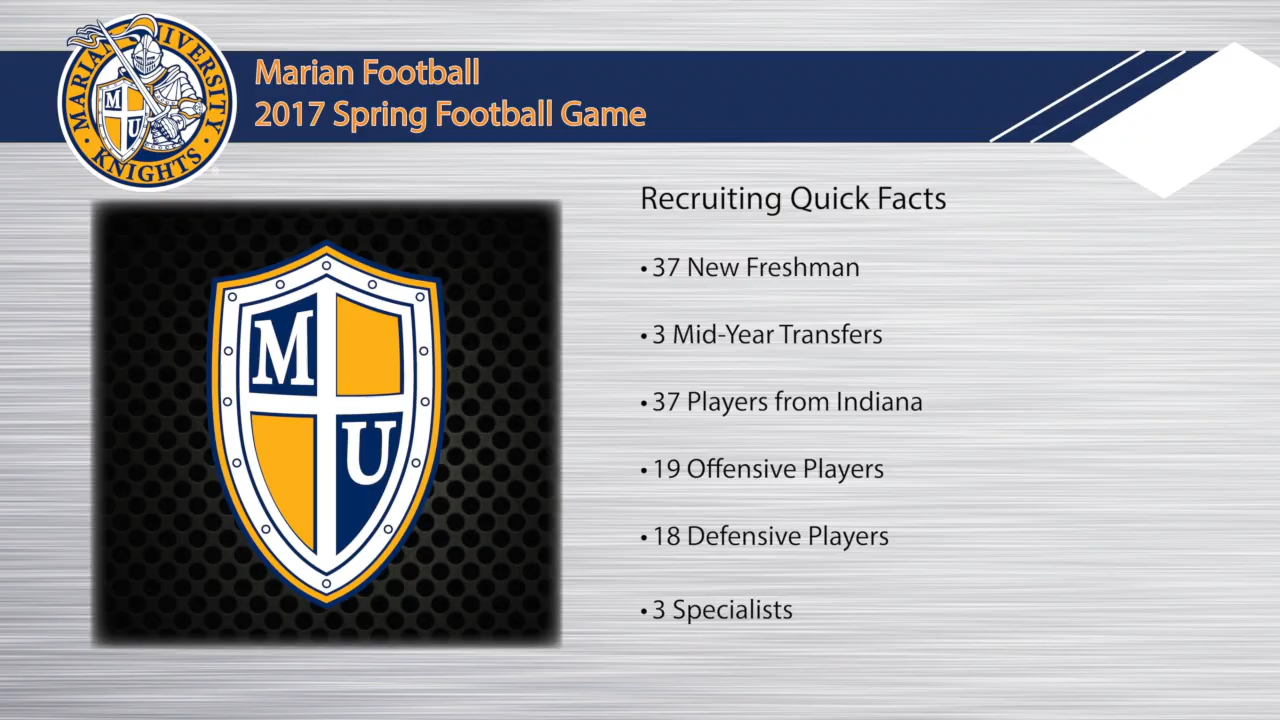 MARIAN UNIVERSITY
M
U
KNIGHTS
Marian Football
2017 Spring Football Game
M
U
Recruiting Quick Facts
• 37 New Freshman
• 3 Mid-Year Transfers
• 37 Players from Indiana
• 19 Offensive Players
• 18 Defensive Players
• 3 Specialists